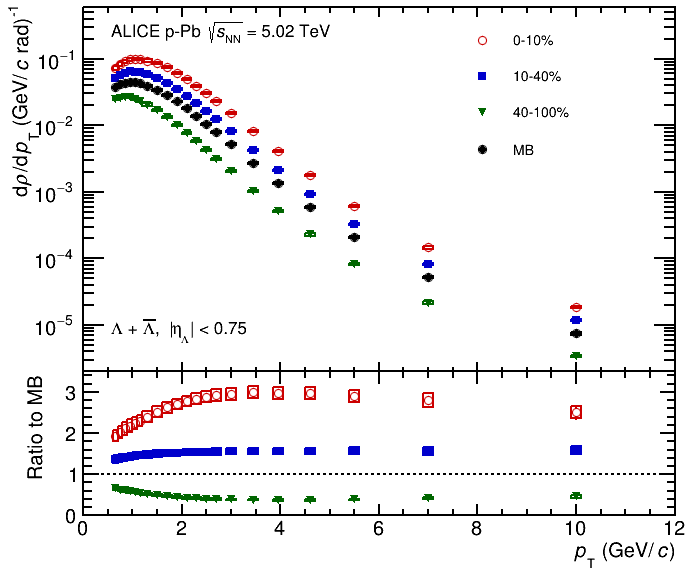 ALICE p-Pb √s_NN = 5.02 TeV
0-10%
10-40%
40-100%
MB
dρ/dp_T (GeV/c rad)^−1
10^−1
10^−2
10^−3
10^−4
10^−5
Λ + Λ̅, |η_Λ| < 0.75
Ratio to MB
3
2
1
0
0 2 4 6 8 10 12
p_T (GeV/c)